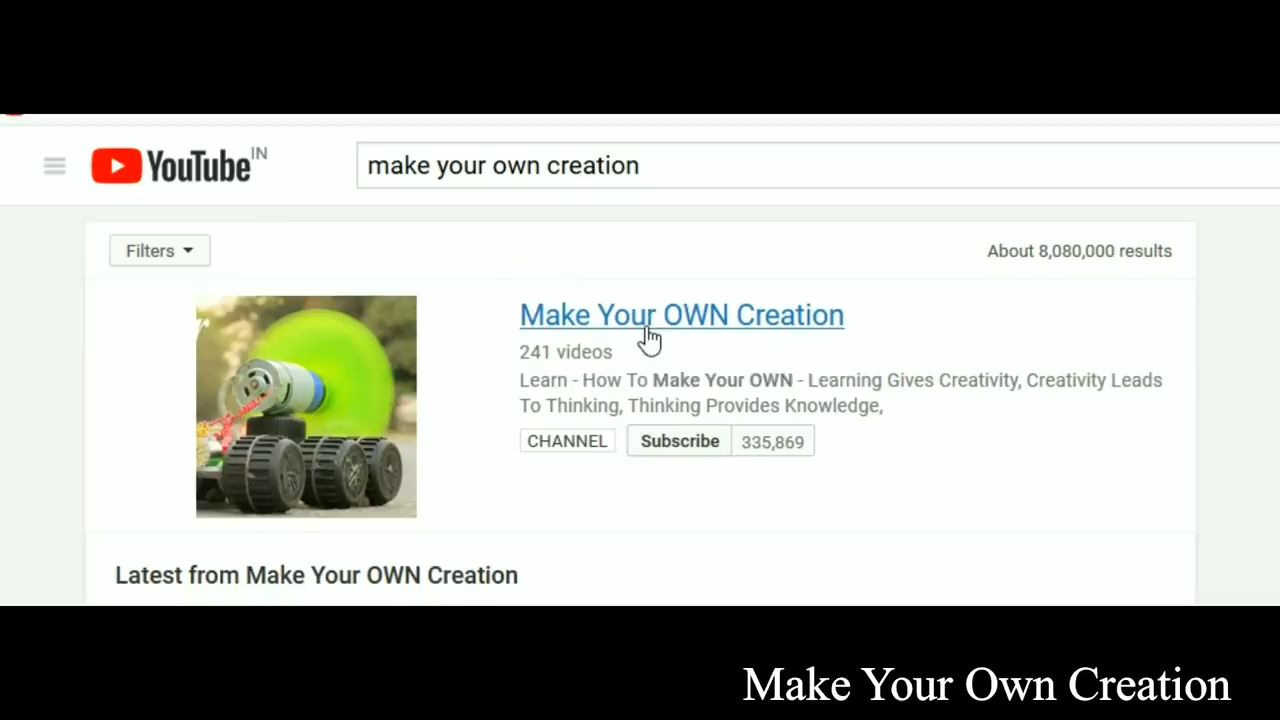 YouTube IN
make your own creation
Filters
About 8,080,000 results
Make Your OWN Creation
241 videos
Learn - How To Make Your OWN - Learning Gives Creativity, Creativity Leads
To Thinking, Thinking Provides Knowledge,
CHANNEL Subscribe 335,869
Latest from Make Your OWN Creation
Make Your Own Creation